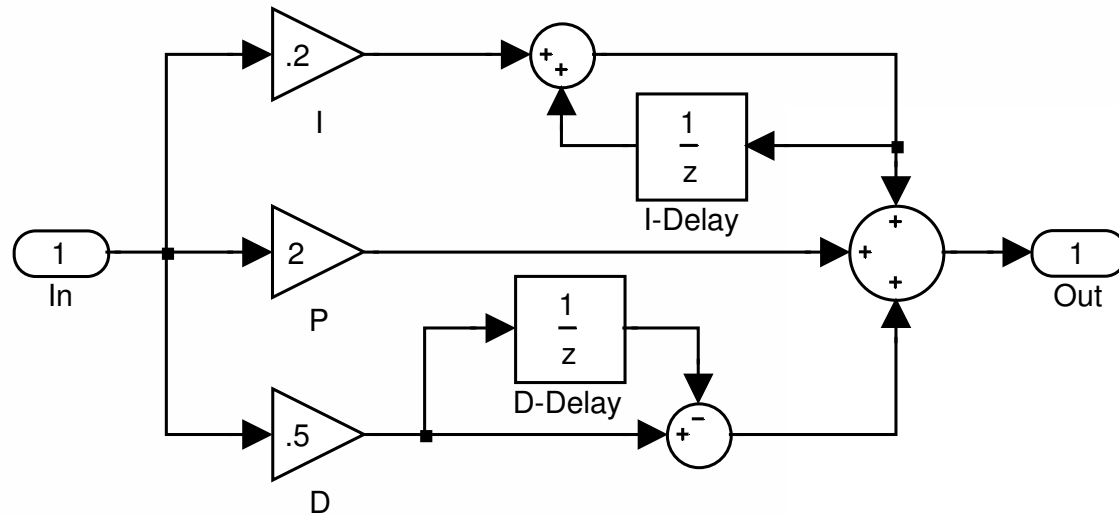 .2
+
+
I
1
z
I-Delay
1
In
2
P
+
+
+
1
Out
1
z
D-Delay
.5
D
+
−